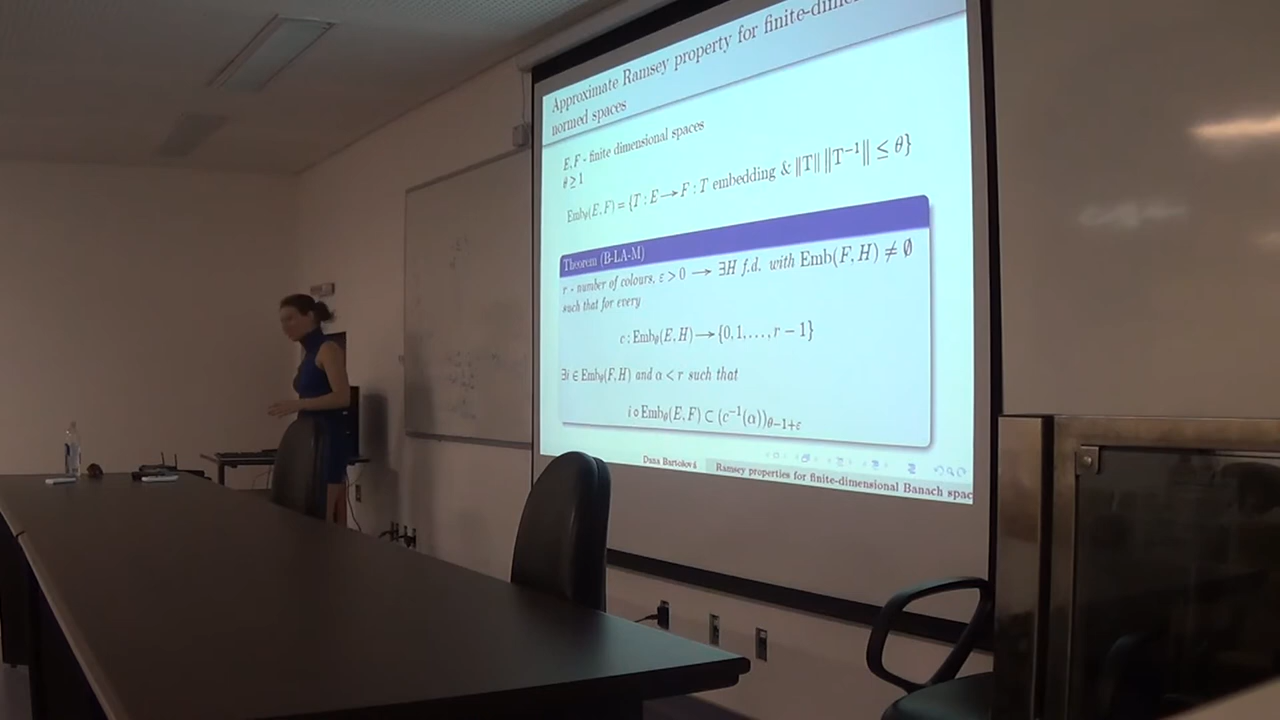 Approximate Ramsey property for finite-dime
normed spaces
E, F - finite dimensional spaces
θ ≥ 1
Emb_θ(E, F) = {T : E → F : T embedding & ‖T‖ ‖T^{-1}‖ ≤ θ}
Theorem (B-LA-M)
r - number of colours, ε > 0 → ∃H f.d. with Emb(F, H) ≠ ∅
such that for every
c : Emb_θ(E, H) → {0, 1, . . . , r − 1}
∃i ∈ Emb_θ(F, H) and α < r such that
i ∘ Emb_θ(E, F) ⊂ (c^{-1}(α))_{θ−1+ε}
Dana Bartošová
Ramsey properties for finite-dimensional Banach spac